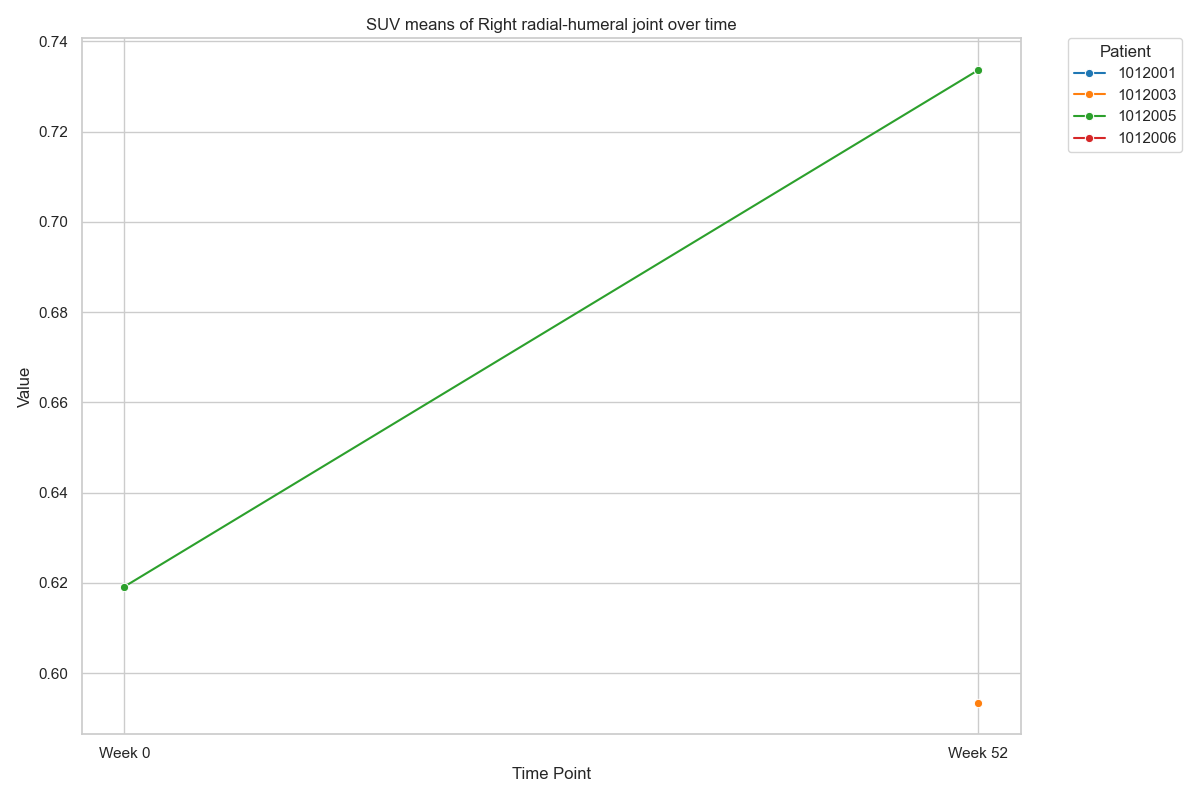 SUV means of Right radial-humeral joint over time
Patient
1012001
1012003
1012005
1012006
0.74
0.72
0.70
0.68
0.66
0.64
0.62
0.60
Value
Week 0
Week 52
Time Point